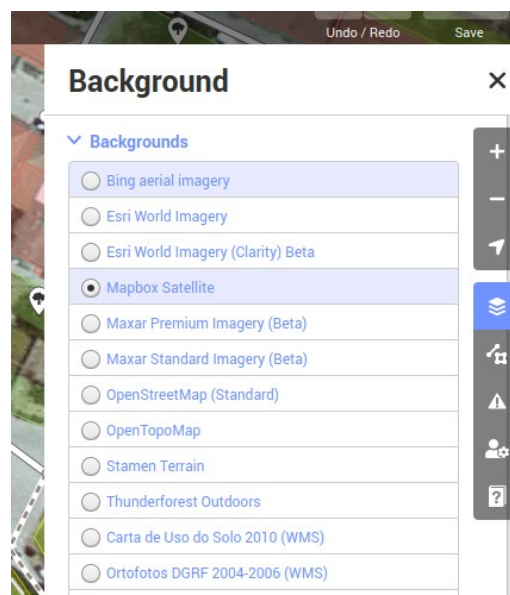 Undo / Redo Save
Background
Backgrounds
Bing aerial imagery
Esri World Imagery
Esri World Imagery (Clarity) Beta
Mapbox Satellite
Maxar Premium Imagery (Beta)
Maxar Standard Imagery (Beta)
OpenStreetMap (Standard)
OpenTopoMap
Stamen Terrain
Thunderforest Outdoors
Carta de Uso do Solo 2010 (WMS)
Ortofotos DGRF 2004-2006 (WMS)